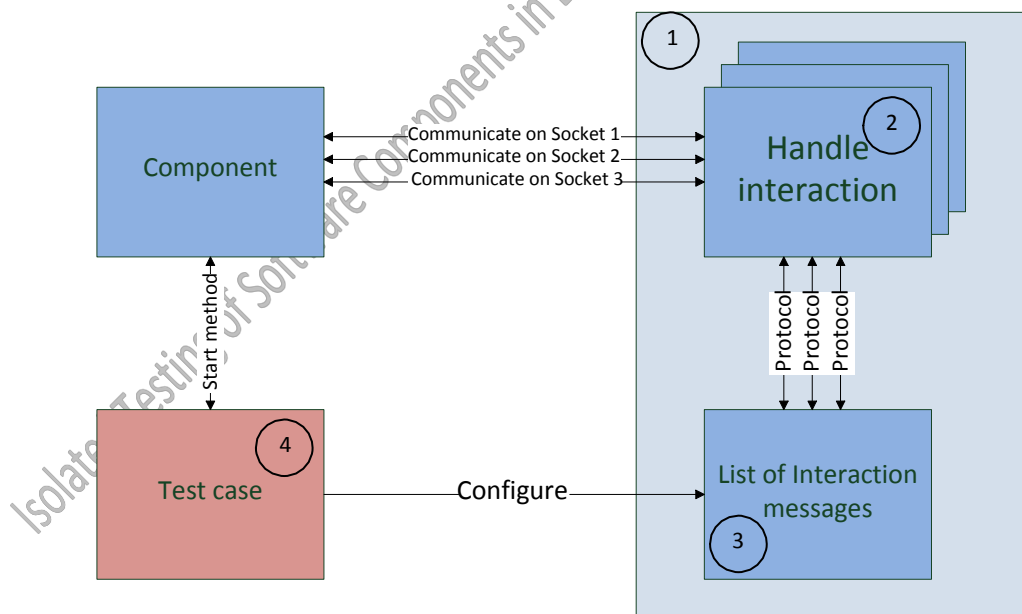 1
2
Component
Communicate on Socket 1
Communicate on Socket 2
Communicate on Socket 3
Handle
interaction
Start method
Protocol
Protocol
Protocol
4
Test case
Configure
List of Interaction
messages
3
Testing of Software Components in